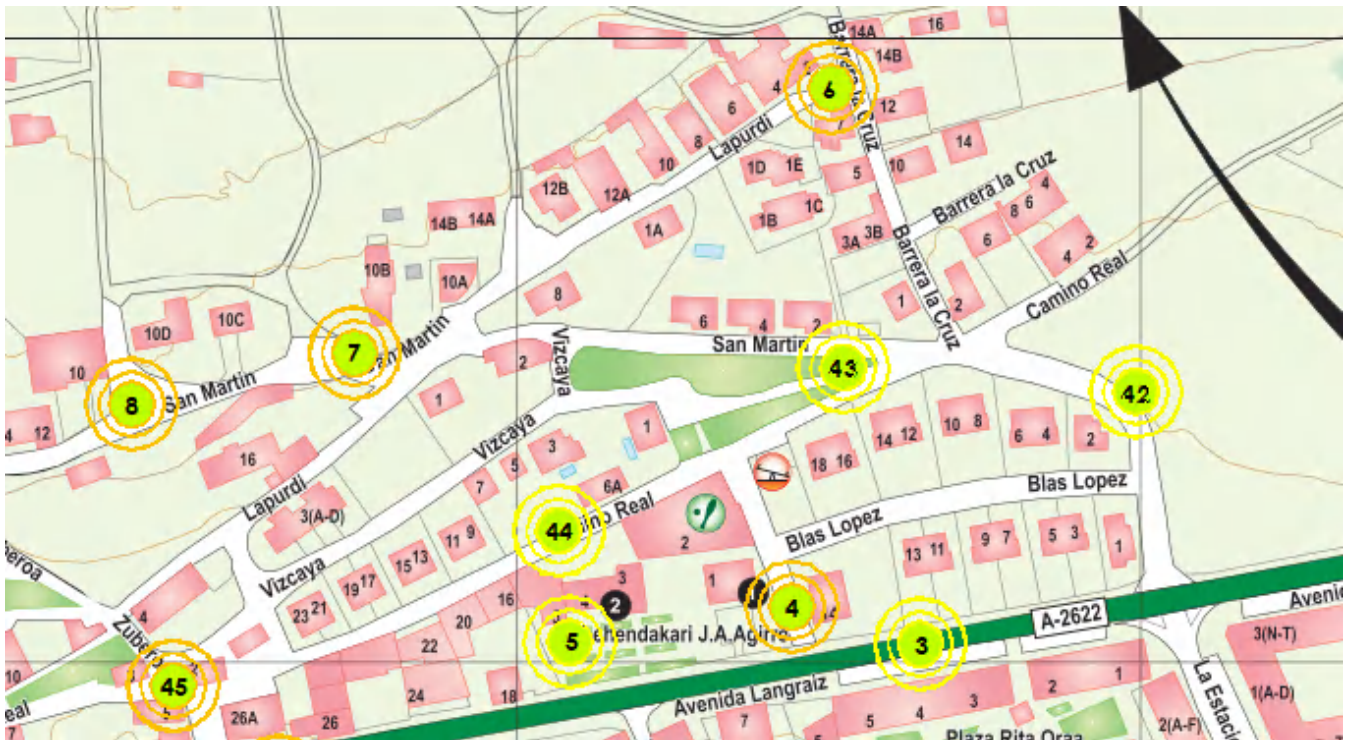 14A
16
14B
Barrera la Cruz
6
4
6
12
8
Lapurdi
10
14
1D
1E
5
10
12B
12A
1C
1B
Barrera la Cruz
4
8 6
14B 14A
1A
3A 3B
6
4 2
10B
10A
Barrera la Cruz
Camino Real
8
1
2
10D
10C
6
4
2
San Martin
Vizcaya
7
San Martin
2
43
10
8
San Martin
42
1
4 12
Vizcaya
1
14 12
10 8
6 4
2
3
16
5
18 16
7
6A
Blas Lopez
Lapurdi
3(A-D)
44
Camino Real
2
Blas Lopez
11 9
13 11
9 7
5 3
1
15 13
Vizcaya
19 17
3
1
16
2
4
14
23 21
20
4
Zuberoa
5
Lehendakari J.A.Agirre
3
A-2622
22
3(N-T)
10
45
24
18
Avenida Langraiz
2
1
La Estacion
1(A-D)
26A
26
7
5
4
3
2(A-F)
7
Plaza Rita Oraa